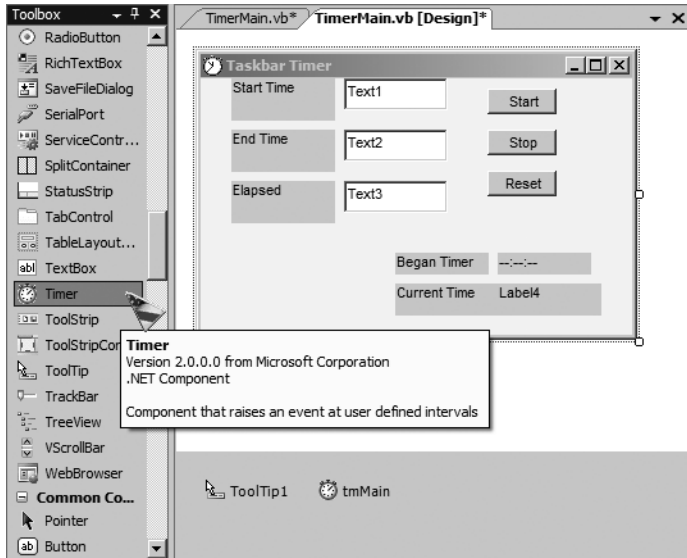 Toolbox
RadioButton
RichTextBox
SaveFileDialog
SerialPort
ServiceContr...
SplitContainer
StatusStrip
TabControl
TableLayout...
abl TextBox
Timer
ToolStrip
ToolStripCon
ToolTip
TrackBar
TreeView
VScrollBar
WebBrowser
Common Co...
Pointer
ab Button
TimerMain.vb*
TimerMain.vb [Design]*
Taskbar Timer
Start Time
Text1
Start
End Time
Text2
Stop
Elapsed
Text3
Reset
Began Timer
--:--:--
Current Time
Label4
Timer
Version 2.0.0.0 from Microsoft Corporation
.NET Component
Component that raises an event at user defined intervals
ToolTip1
tmMain